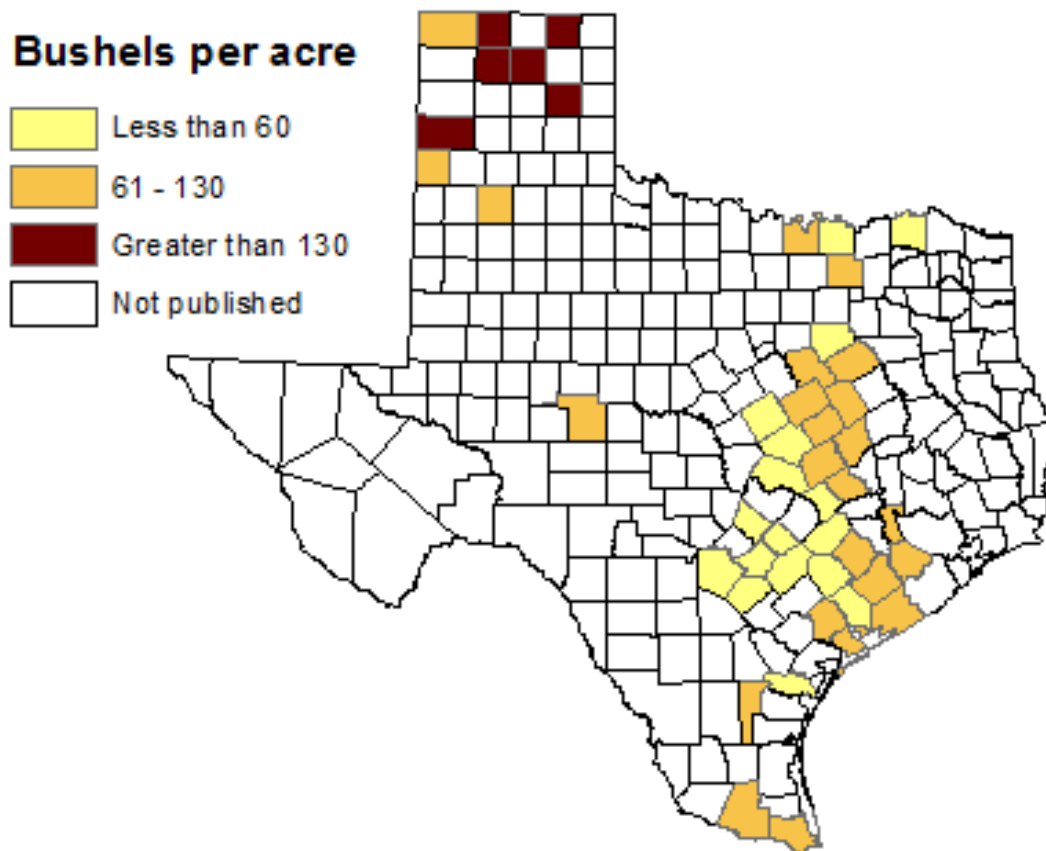 Bushels per acre
Less than 60
61 - 130
Greater than 130
Not published